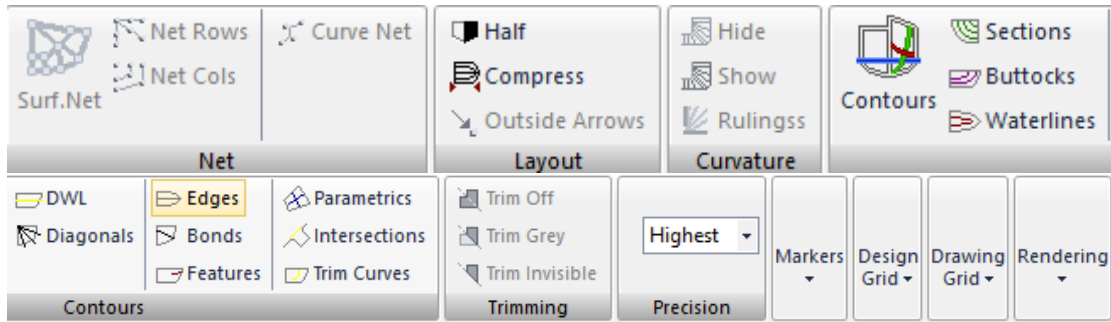 Surf.Net
Net Rows
Net Cols
Curve Net
Net
Half
Compress
Outside Arrows
Layout
Hide
Show
Rulingss
Curvature
Contours
Sections
Buttocks
Waterlines
DWL
Diagonals
Edges
Bonds
Features
Parametrics
Intersections
Trim Curves
Contours
Trim Off
Trim Grey
Trim Invisible
Trimming
Highest
Precision
Markers
Design
Grid
Drawing
Grid
Rendering